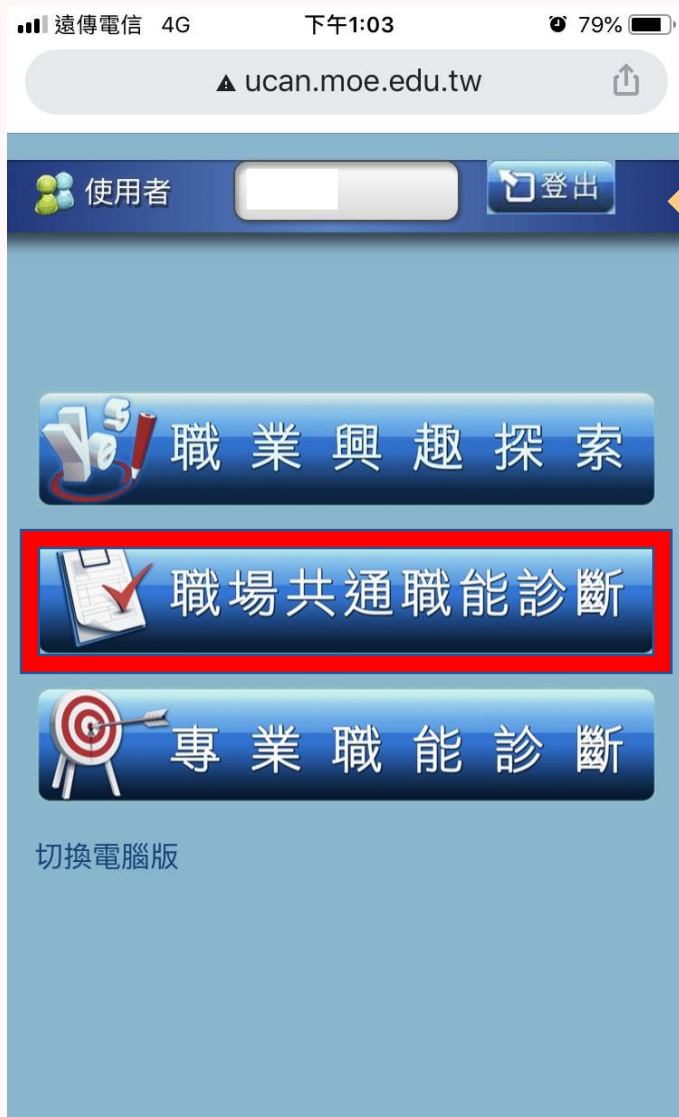 遠傳電信 4G 下午1:03 79%
ucan.moe.edu.tw
使用者 登出
職業興趣探索
職場共通職能診斷
專業職能診斷
切換電腦版